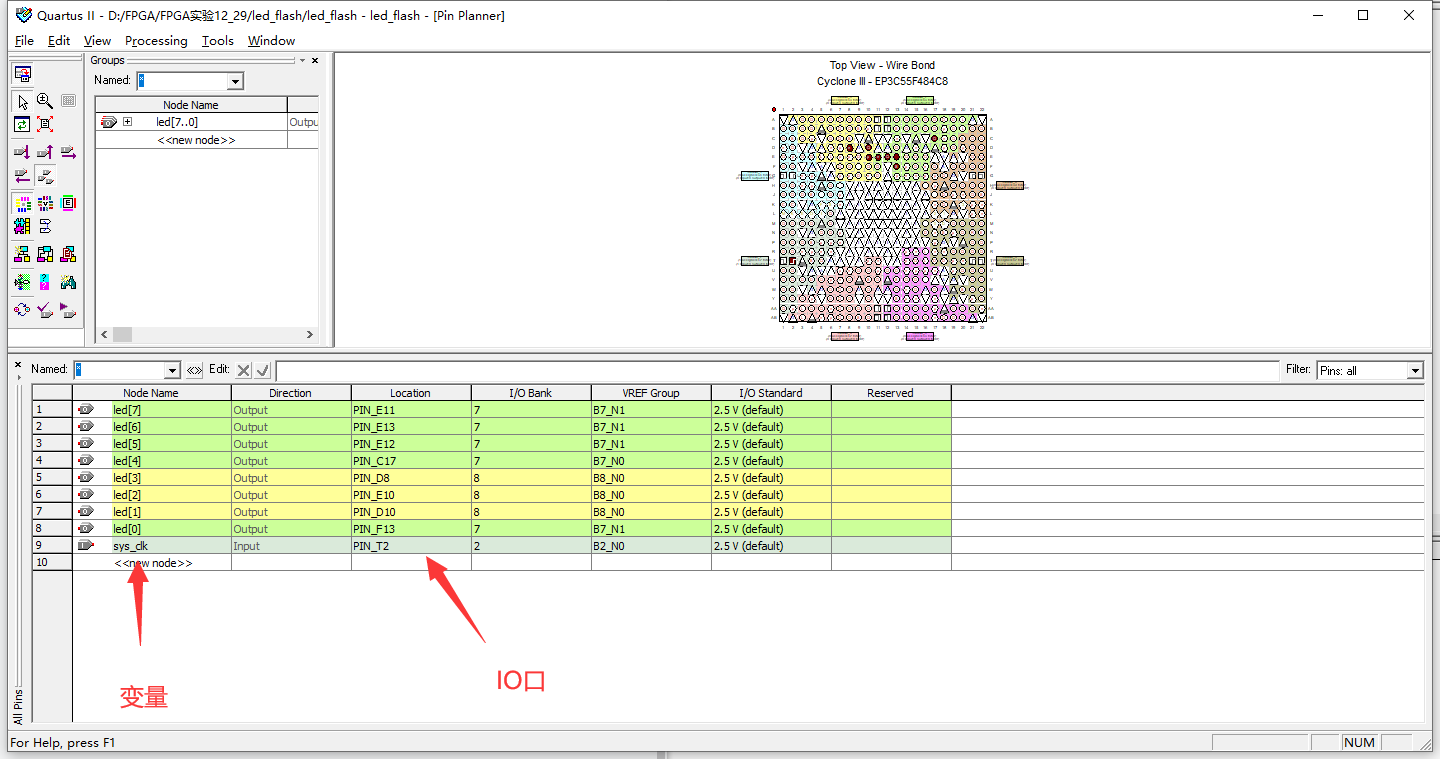 Quartus II - D:/FPGA/FPGA实验12_29/led_flash/led_flash - led_flash - [Pin Planner]
File Edit View Processing Tools Window
Groups
Named: *
Node Name
led[7..0] Outpu
<<new node>>
Top View - Wire Bond
Cyclone III - EP3C55F484C8
Named: * Edit: Filter: Pins: all
Node Name Direction Location I/O Bank VREF Group I/O Standard Reserved
1 led[7] Output PIN_E11 7 B7_N1 2.5 V (default)
2 led[6] Output PIN_E13 7 B7_N1 2.5 V (default)
3 led[5] Output PIN_E12 7 B7_N1 2.5 V (default)
4 led[4] Output PIN_C17 7 B7_N0 2.5 V (default)
5 led[3] Output PIN_D8 8 B8_N0 2.5 V (default)
6 led[2] Output PIN_E10 8 B8_N0 2.5 V (default)
7 led[1] Output PIN_D10 8 B8_N0 2.5 V (default)
8 led[0] Output PIN_F13 7 B7_N1 2.5 V (default)
9 sys_clk Input PIN_T2 2 B2_N0 2.5 V (default)
10 <<new node>>
变量
IO口
All Pins
For Help, press F1
NUM